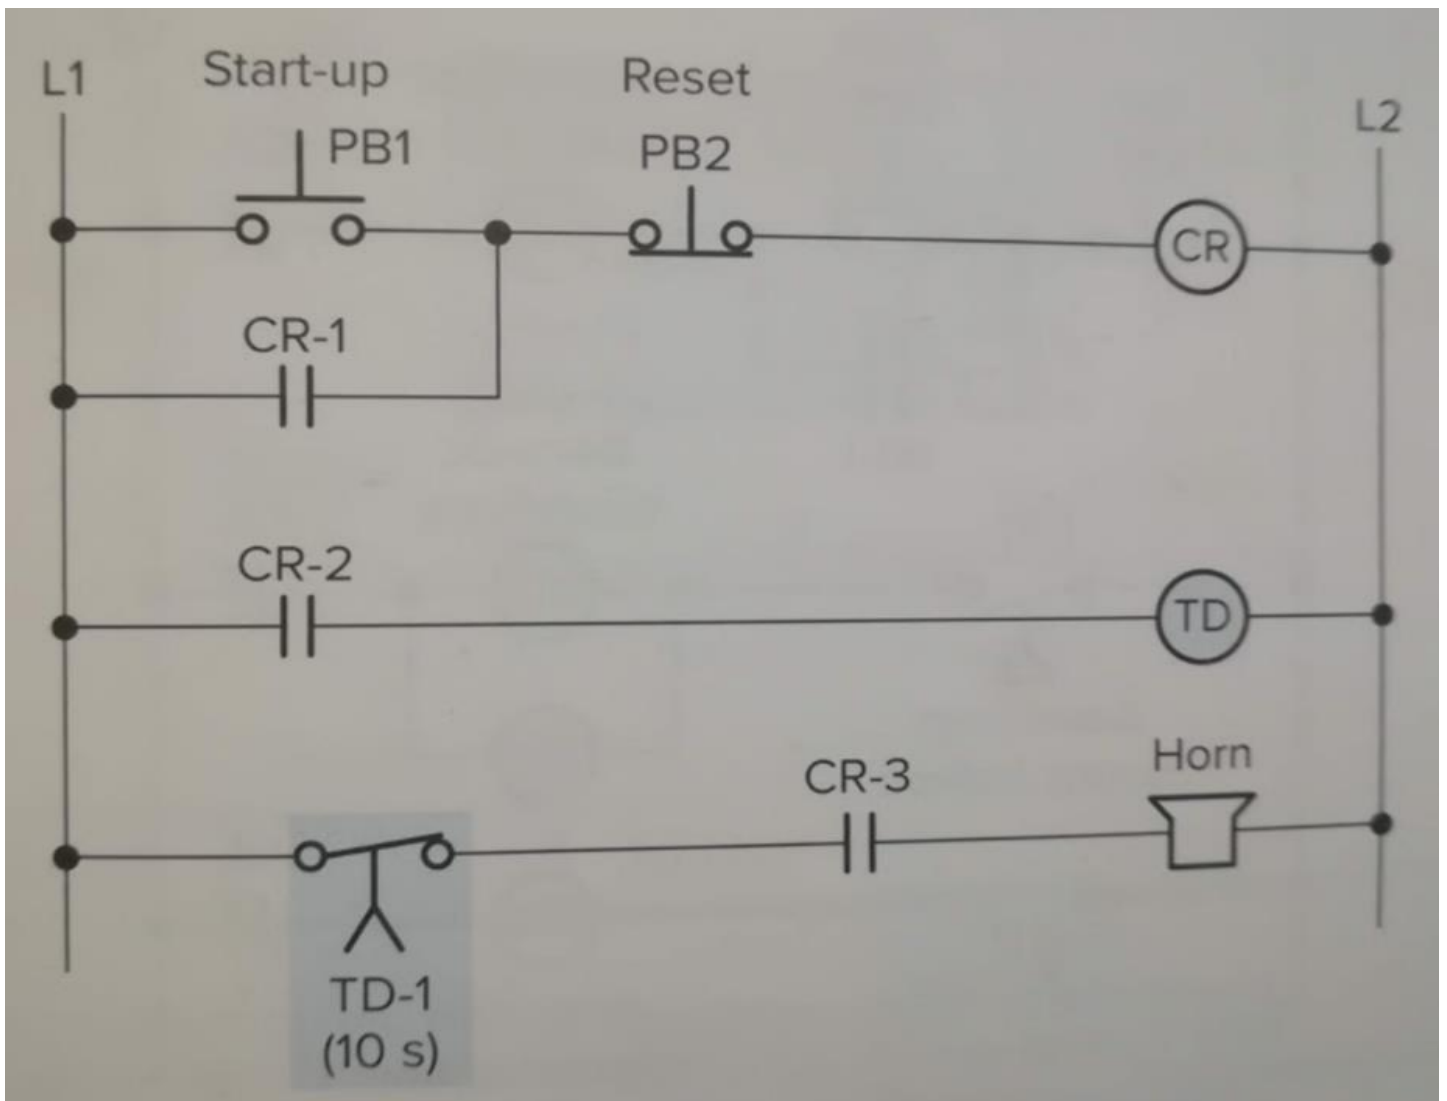 L1
Start-up
PB1
Reset
PB2
L2
CR
CR-1
CR-2
TD
CR-3
Horn
TD-1
(10 s)